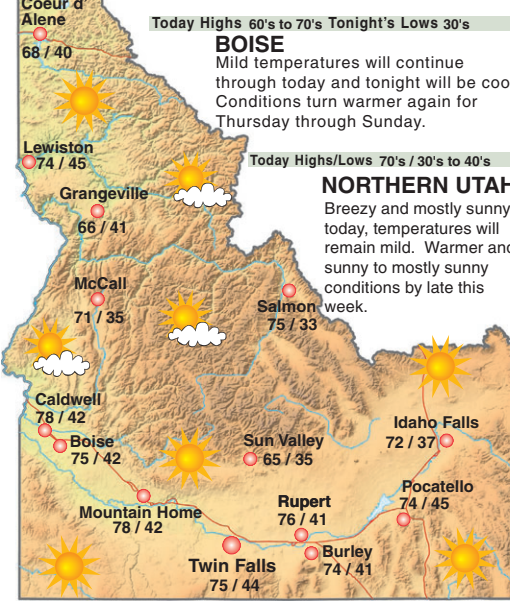 Coeur d'
Alene
68 / 40
Today Highs 60's to 70's Tonight's Lows 30's
BOISE
Mild temperatures will continue
through today and tonight will be coo
Conditions turn warmer again for
Thursday through Sunday.
Lewiston
74 / 45
Today Highs/Lows 70's / 30's to 40's
NORTHERN UTAH
Breezy and mostly sunny
today, temperatures will
remain mild. Warmer and
sunny to mostly sunny
conditions by late this
week.
Grangeville
66 / 41
McCall
71 / 35
Salmon
75 / 33
Caldwell
78 / 42
Boise
75 / 42
Sun Valley
65 / 35
Idaho Falls
72 / 37
Mountain Home
78 / 42
Rupert
76 / 41
Pocatello
74 / 45
Twin Falls
75 / 44
Burley
74 / 41